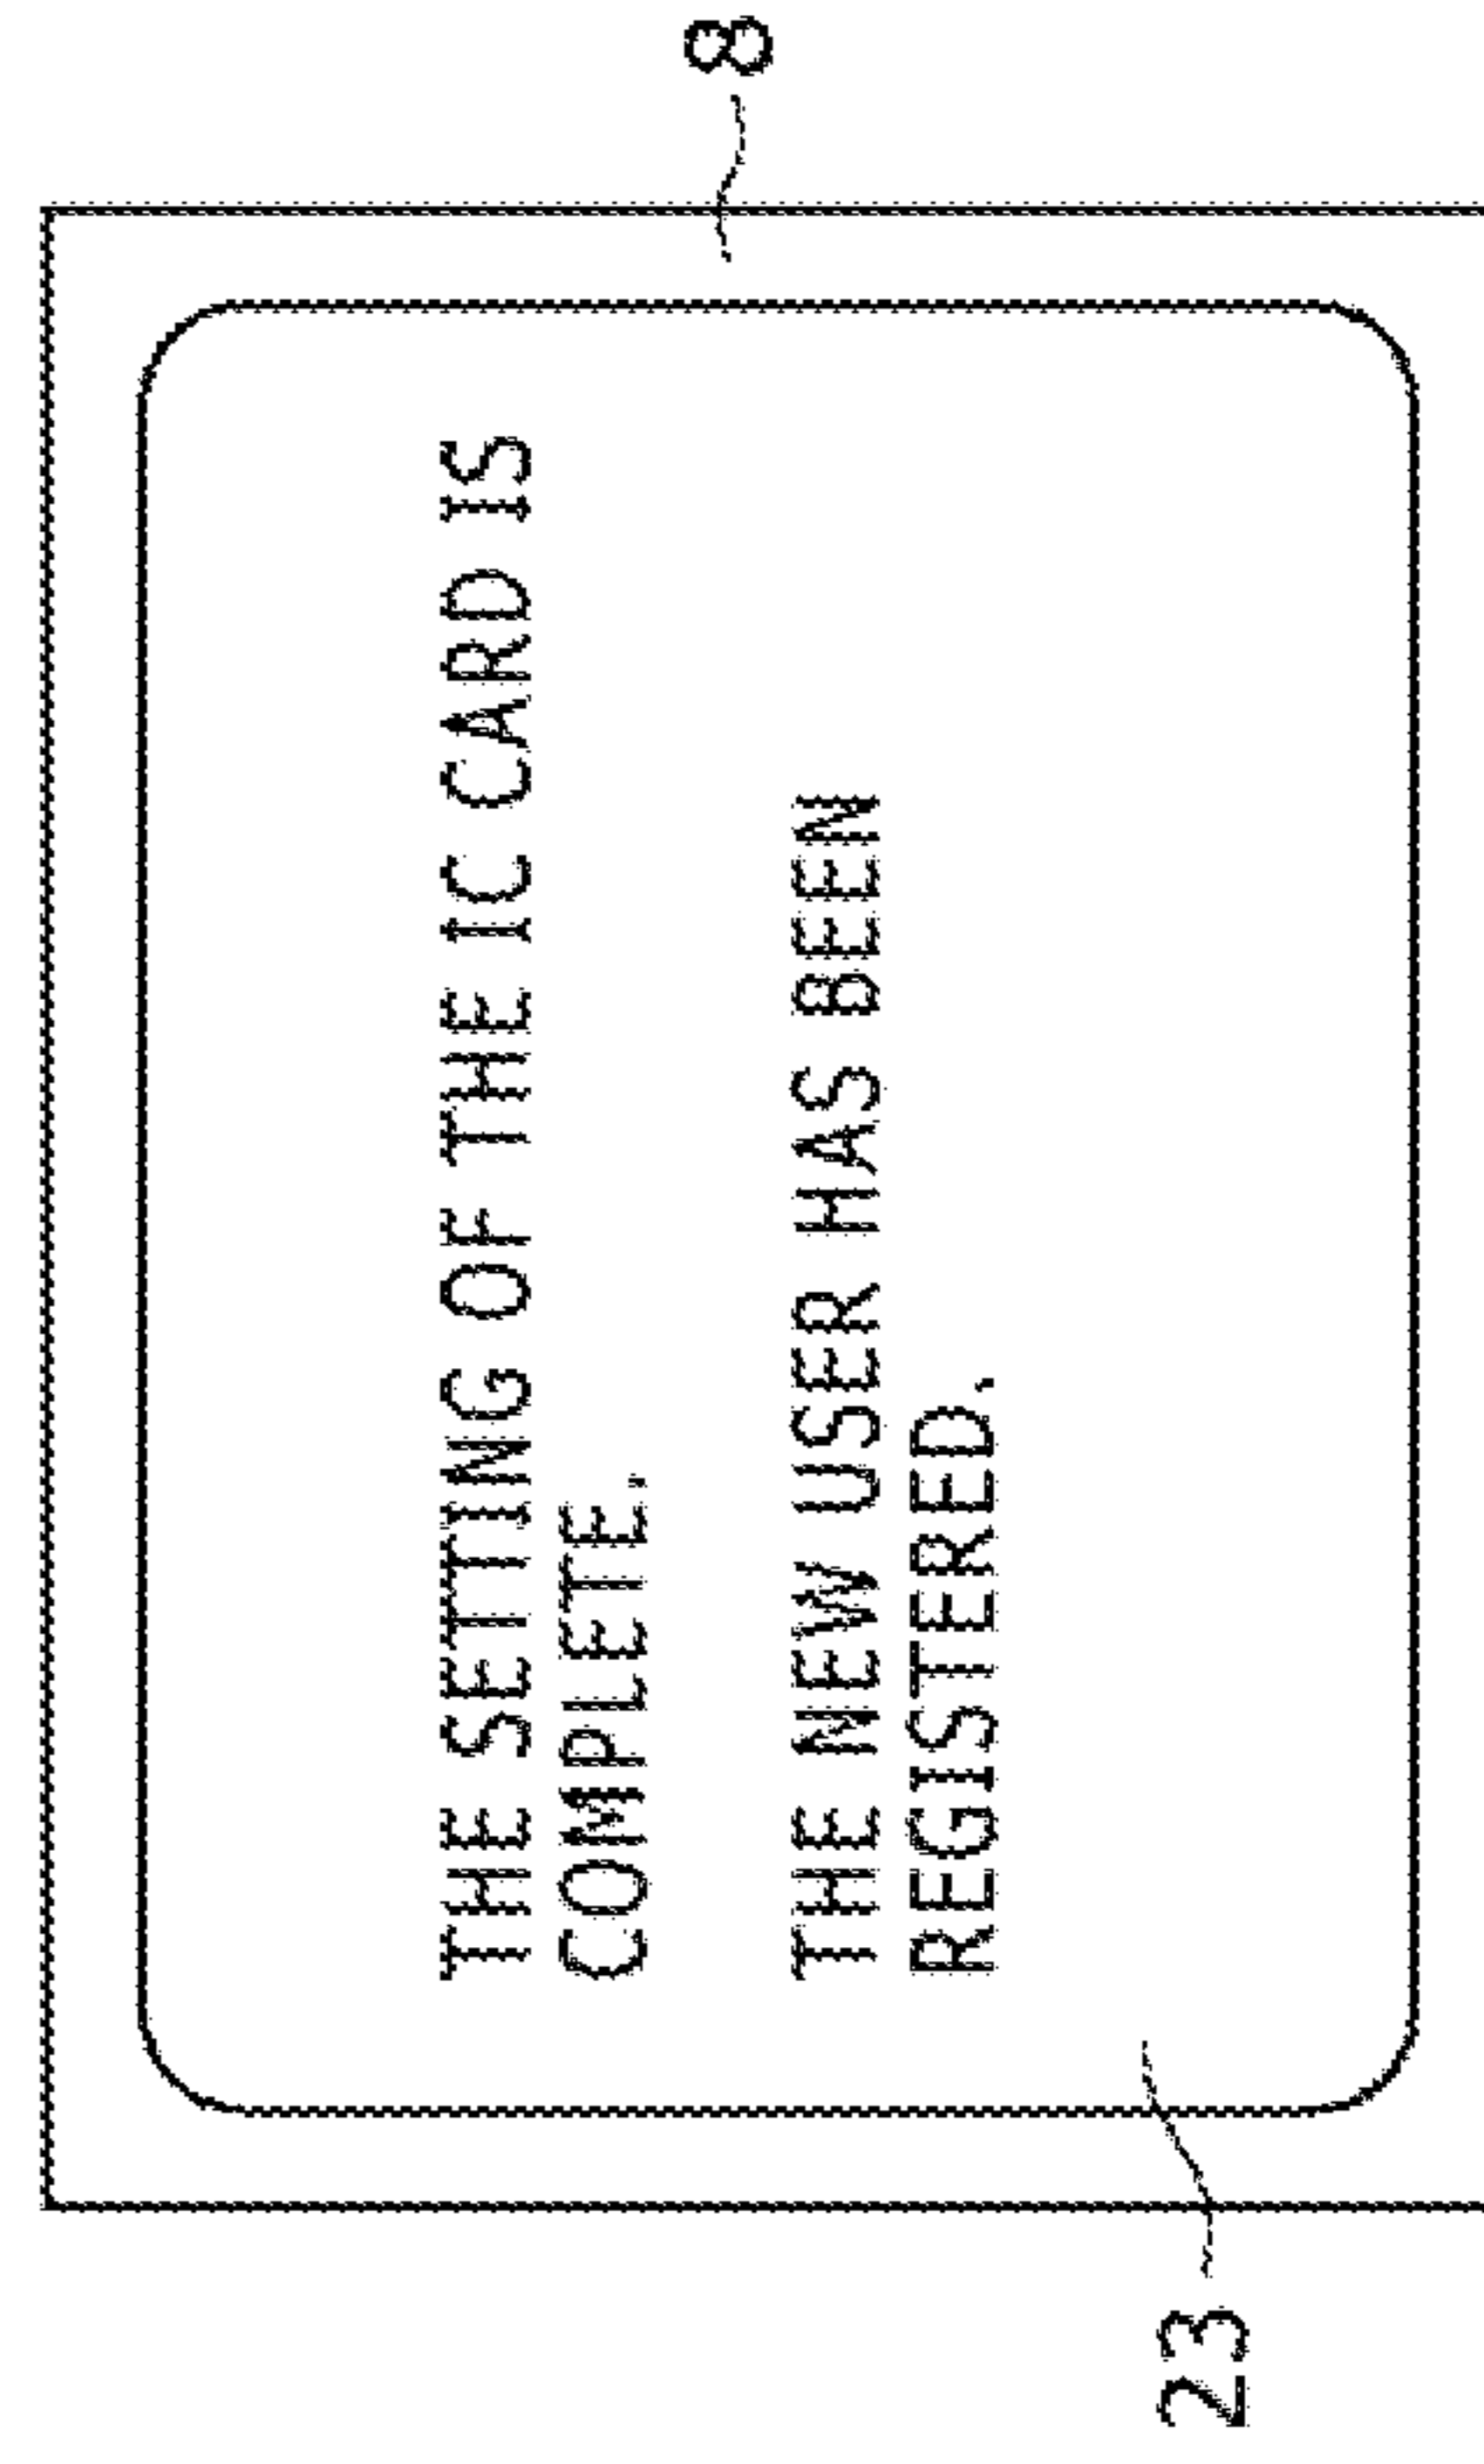 8
THE SETTING OF THE IC CARD IS
COMPLETE.
THE NEW USER HAS BEEN
REGISTERED.
23